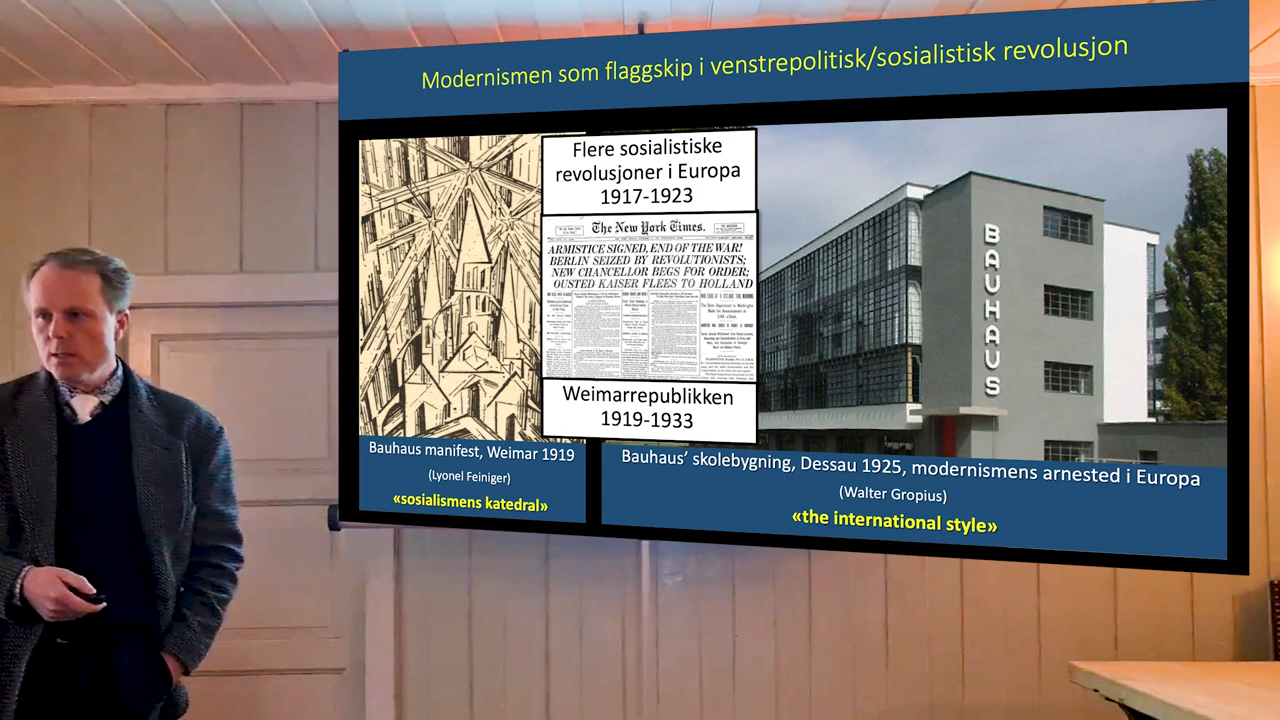 Modernismen som flaggskip i venstrepolitisk/sosialistisk revolusjon
Flere sosialistiske
revolusjoner i Europa
1917-1923
The New York Times.
ARMISTICE SIGNED, END OF THE WAR!
BERLIN SEIZED BY REVOLUTIONISTS;
NEW CHANCELLOR BEGS FOR ORDER;
OUSTED KAISER FLEES TO HOLLAND
Weimarrepublikken
1919-1933
BAUHAUS
Bauhaus manifest, Weimar 1919
(Lyonel Feiniger)
«sosialismens katedral»
Bauhaus’ skolebygning, Dessau 1925, modernismens arnested i Europa
(Walter Gropius)
«the international style»